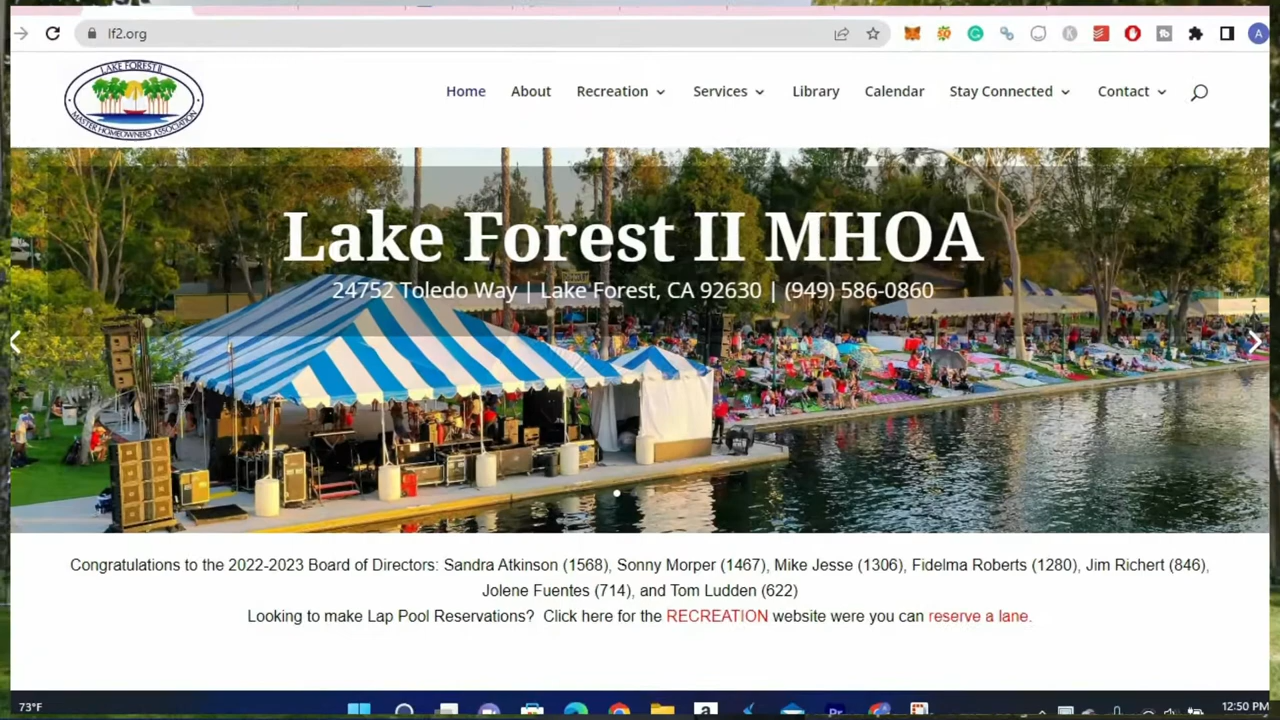 lf2.org
A
LAKE FOREST II
MASTER HOMEOWNERS ASSOCIATION
Home
About
Recreation
Services
Library
Calendar
Stay Connected
Contact
Lake Forest II MHOA
24752 Toledo Way | Lake Forest, CA 92630 | (949) 586-0860
Congratulations to the 2022-2023 Board of Directors: Sandra Atkinson (1568), Sonny Morper (1467), Mike Jesse (1306), Fidelma Roberts (1280), Jim Richert (846),
Jolene Fuentes (714), and Tom Ludden (622)
Looking to make Lap Pool Reservations? Click here for the RECREATION website were you can reserve a lane.
73°F
a
Pr
12:50 PM